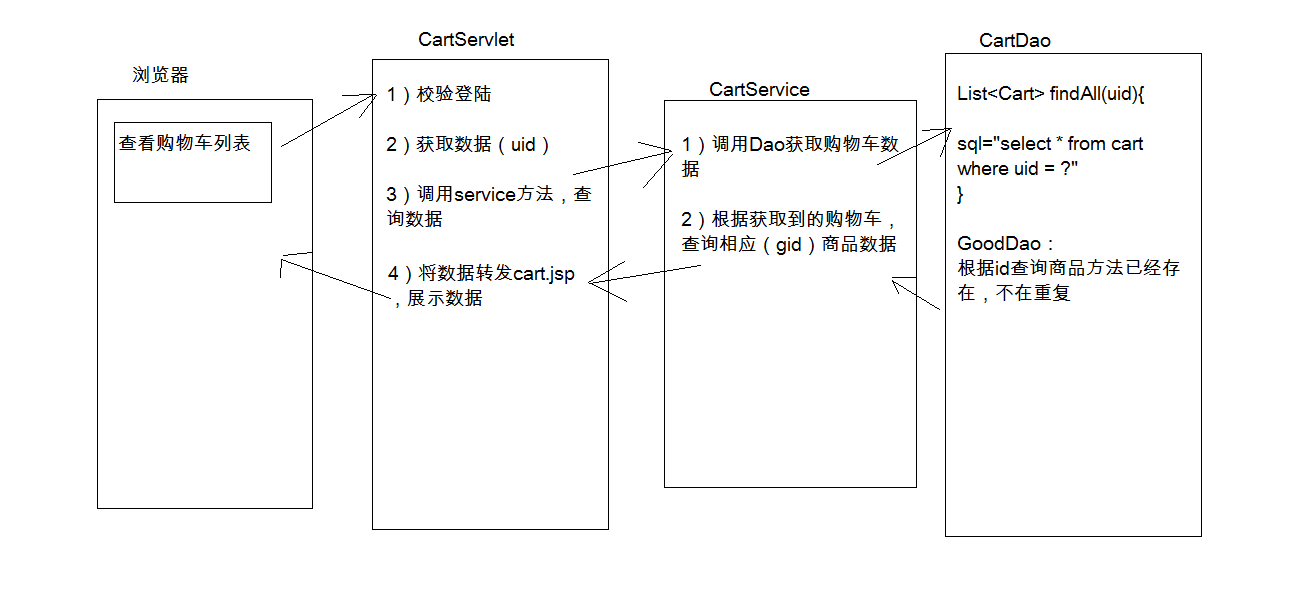 浏览器
查看购物车列表
CartServlet
1）校验登陆
2）获取数据（uid）
3）调用service方法，查
询数据
4）将数据转发cart.jsp
，展示数据
CartService
1）调用Dao获取购物车数
据
2）根据获取到的购物车，
查询相应（gid）商品数据
CartDao
List<Cart> findAll(uid){
sql="select * from cart
where uid = ?"
}
GoodDao：
根据id查询商品方法已经存
在，不在重复